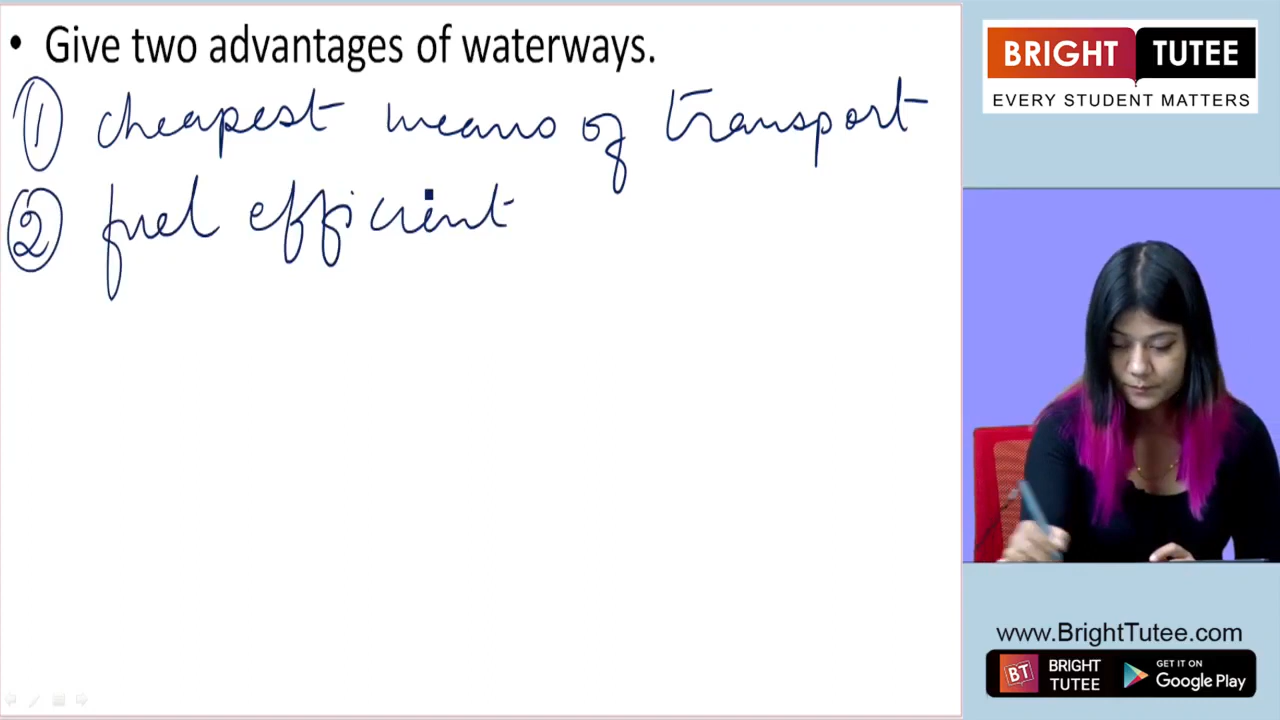 • Give two advantages of waterways.
① cheapest means of transport
② fuel efficient
BRIGHT TUTEE
EVERY STUDENT MATTERS
www.BrightTutee.com
BT BRIGHT TUTEE
GET IT ON
Google Play